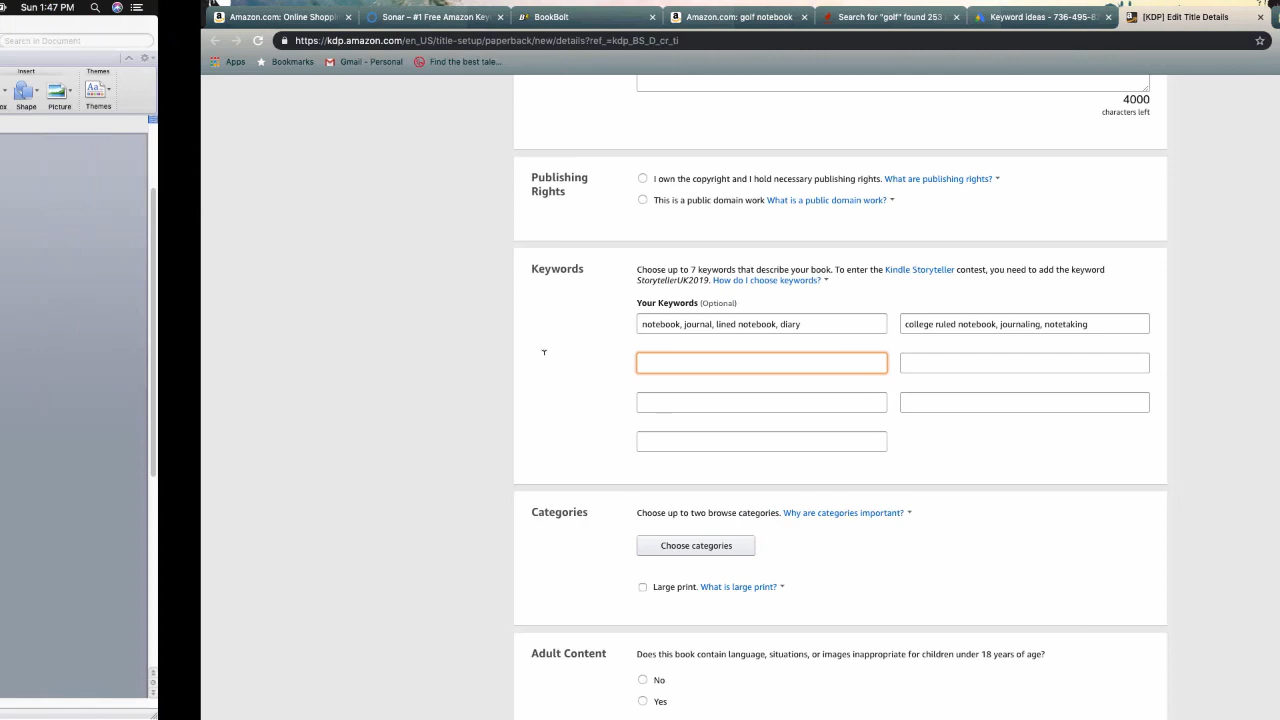 1:47 PM
Amazon.com: Online Shoppi
Sonar – #1 Free Amazon Key
BookBolt
Amazon.com: golf notebook
Search for "golf" found 253
Keyword ideas - 736-495-8
[KDP] Edit Title Details
Search in Presentation
https://kdp.amazon.com/en_US/title-setup/paperback/new/details?ref_=kdp_BS_D_cr_ti
Apps
Bookmarks
Gmail - Personal
Find the best tale...
Insert
Themes
Shape
Picture
Themes
4000
characters left
Publishing
Rights
I own the copyright and I hold necessary publishing rights. What are publishing rights?
This is a public domain work What is a public domain work?
Keywords
Choose up to 7 keywords that describe your book. To enter the Kindle Storyteller contest, you need to add the keyword
StorytellerUK2019. How do I choose keywords?
Your Keywords (Optional)
notebook, journal, lined notebook, diary
college ruled notebook, journaling, notetaking
Categories
Choose up to two browse categories. Why are categories important?
Choose categories
Large print. What is large print?
Adult Content
Does this book contain language, situations, or images inappropriate for children under 18 years of age?
No
Yes